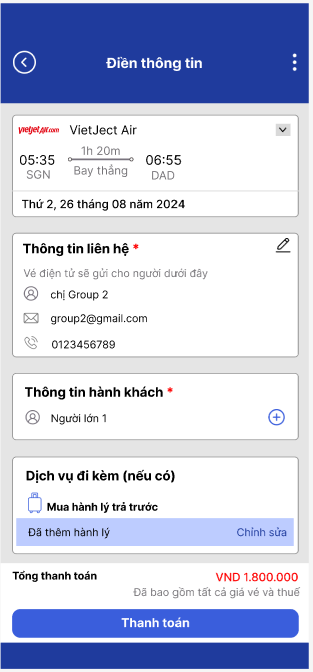 Điền thông tin
vietjetAir.com VietJect Air
1h 20m
05:35 06:55
Bay thẳng
SGN DAD
Thứ 2, 26 tháng 08 năm 2024
Thông tin liên hệ *
Vé điện tử sẽ gửi cho người dưới đây
chị Group 2
group2@gmail.com
0123456789
Thông tin hành khách *
Người lớn 1
Dịch vụ đi kèm (nếu có)
Mua hành lý trả trước
Đã thêm hành lý Chỉnh sửa
Tổng thanh toán VND 1.800.000
Đã bao gồm tất cả giá vé và thuế
Thanh toán